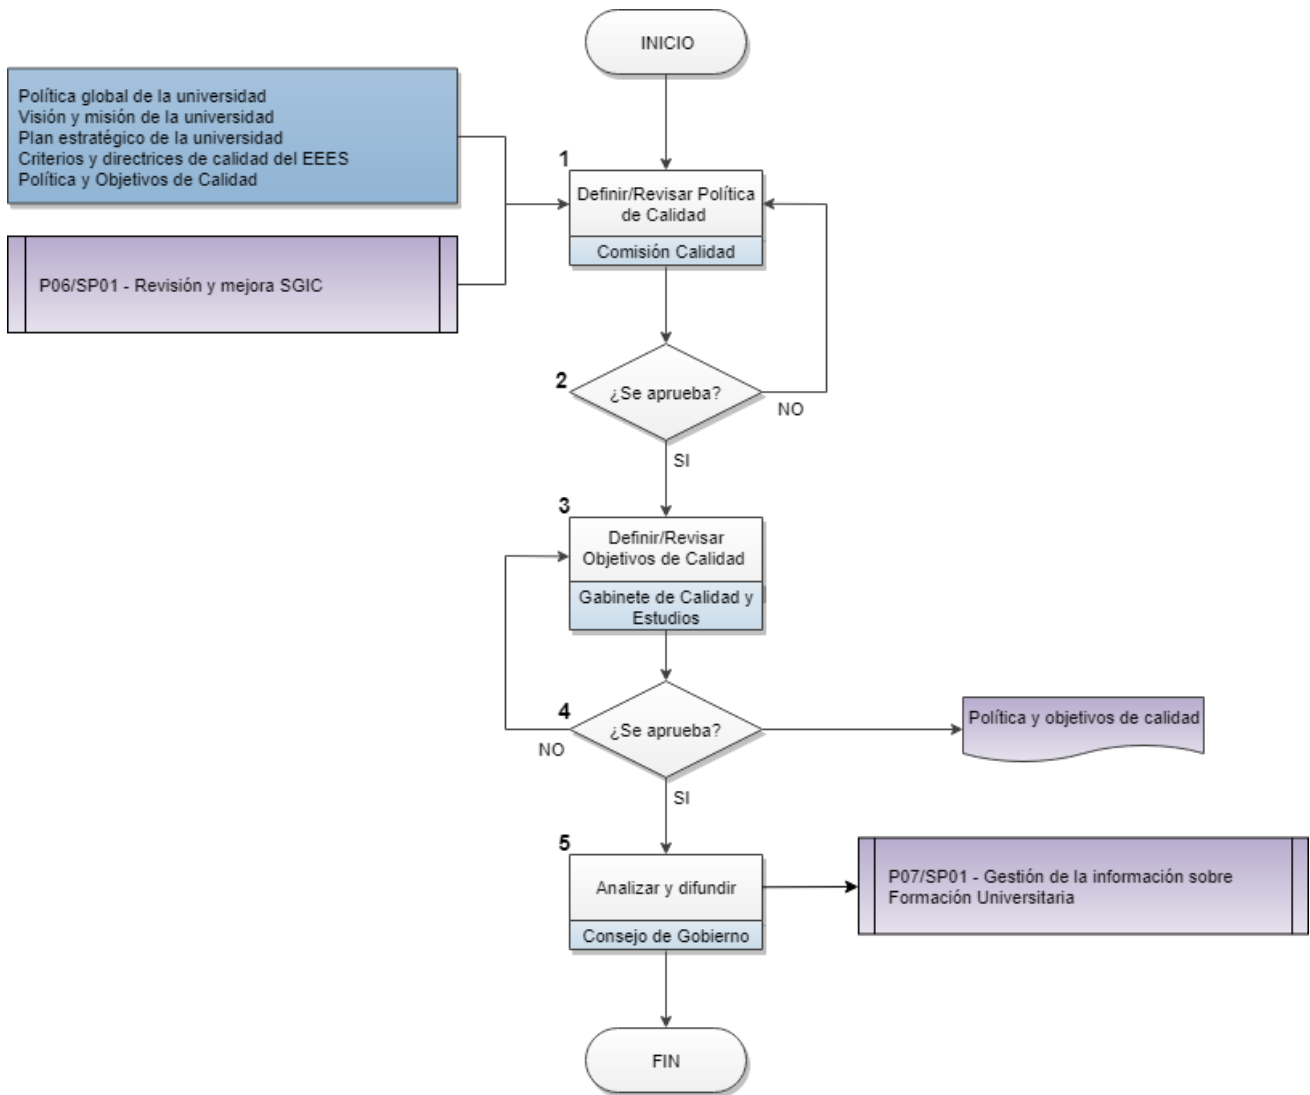 INICIO
Política global de la universidad
Visión y misión de la universidad
Plan estratégico de la universidad
Criterios y directrices de calidad del EEES
Política y Objetivos de Calidad
1
Definir/Revisar Política
de Calidad
Comisión Calidad
P06/SP01 - Revisión y mejora SGIC
2
¿Se aprueba?
NO
SI
3
Definir/Revisar
Objetivos de Calidad
Gabinete de Calidad y
Estudios
4
¿Se aprueba?
NO
Política y objetivos de calidad
SI
5
Analizar y difundir
Consejo de Gobierno
P07/SP01 - Gestión de la información sobre
Formación Universitaria
FIN